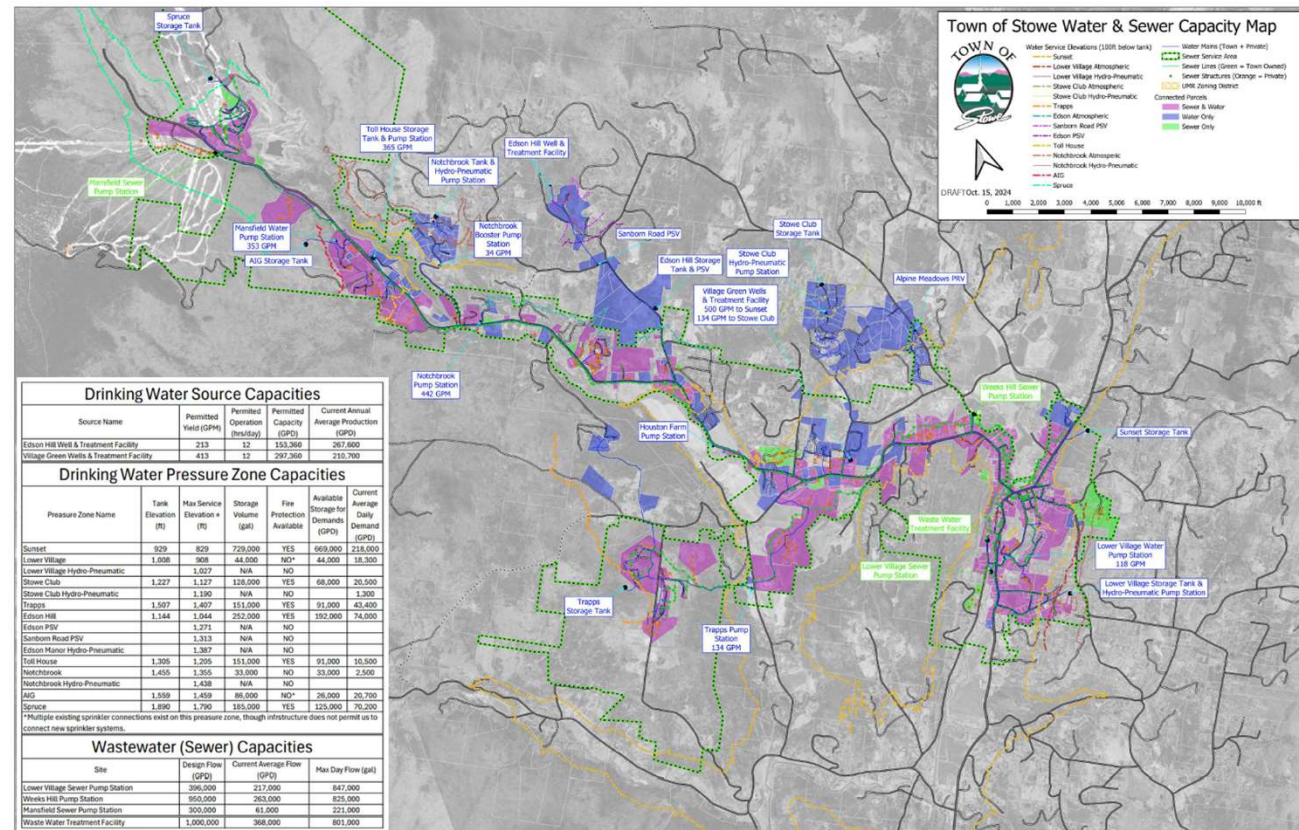 Town of Stowe Water & Sewer Capacity Map
TOWN OF
Stowe
DRAFT Oct. 15, 2024
Water Service Elevations (100ft below tank)
Sunset
Lower Village Atmospheric
Lower Village Hydro-Pneumatic
Stowe Club Atmospheric
Stowe Club Hydro-Pneumatic
Trapps
Edson Atmospheric
Sanborn Road PSV
Edson PSV
Toll House
Notchbrook Atmosperic
Notchbrook Hydro-Pneumatic
AIG
Spruce
Water Mains (Town + Private)
Sewer Service Area
Sewer Lines (Green = Town Owned)
Sewer Structures (Orange = Private)
UMR Zoning District
Connected Parcels
Sewer & Water
Water Only
Sewer Only
0 1,000 2,000 3,000 4,000 5,000 6,000 7,000 8,000 9,000 10,000 ft
Spruce
Storage Tank
Toll House Storage
Tank & Pump Station
365 GPM
Notchbrook Tank &
Hydro-Pneumatic
Pump Station
Edson Hill Well &
Treatment Facility
Mansfield Sewer
Pump Station
Mansfield Water
Pump Station
353 GPM
AIG Storage Tank
Notchbrook
Booster Pump
Station
34 GPM
Sanborn Road PSV
Edson Hill Storage
Tank & PSV
Stowe Club
Storage Tank
Stowe Club
Hydro-Pneumatic
Pump Station
Village Green Wells
& Treatment Facility
500 GPM to Sunset
134 GPM to Stowe Club
Alpine Meadows PRV
Notchbrook
Pump Station
442 GPM
Houston Farm
Pump Station
Weeks Hill Sewer
Pump Station
Sunset Storage Tank
Waste Water
Treatment Facility
Lower Village Sewer
Pump Station
Lower Village Water
Pump Station
118 GPM
Lower Village Storage Tank &
Hydro-Pneumatic Pump Station
Trapps
Storage Tank
Trapps Pump
Station
134 GPM
Drinking Water Source Capacities
Source Name Permitted Yield (GPM) Permitted Operation (hrs/day) Permitted Capacity (GPD) Current Annual Average Production (GPD)
Edson Hill Well & Treatment Facility 213 12 153,360 267,600
Village Green Wells & Treatment Facility 413 12 297,360 210,700
Drinking Water Pressure Zone Capacities
Preasure Zone Name Tank Elevation (ft) Max Service Elevation + (ft) Storage Volume (gal) Fire Protection Available Available Storage for Demands (GPD) Current Average Daily Demand (GPD)
Sunset 929 829 729,000 YES 669,000 218,000
Lower Village 1,008 908 44,000 NO* 44,000 18,300
Lower Village Hydro-Pneumatic 1,027 N/A NO
Stowe Club 1,227 1,127 128,000 YES 68,000 20,500
Stowe Club Hydro-Pneumatic 1,190 N/A NO 1,300
Trapps 1,507 1,407 151,000 YES 91,000 43,400
Edson Hill 1,144 1,044 252,000 YES 192,000 74,000
Edson PSV 1,271 N/A NO
Sanborn Road PSV 1,313 N/A NO
Edson Manor Hydro-Pneumatic 1,387 N/A NO
Toll House 1,305 1,205 151,000 YES 91,000 10,500
Notchbrook 1,455 1,355 33,000 NO 33,000 2,500
Notchbrook Hydro-Pneumatic 1,438 N/A NO
AIG 1,559 1,459 86,000 NO* 26,000 20,700
Spruce 1,890 1,790 185,000 YES 125,000 70,200
*Multiple existing sprinkler connections exist on this preasure zone, though infrstructure does not permit us to
connect new sprinkler systems.
Wastewater (Sewer) Capacities
Site Design Flow (GPD) Current Average Flow (GPD) Max Day Flow (gal)
Lower Village Sewer Pump Station 396,000 217,000 847,000
Weeks Hill Pump Station 950,000 263,000 825,000
Mansfield Sewer Pump Station 300,000 61,000 221,000
Waste Water Treatment Facility 1,000,000 368,000 801,000